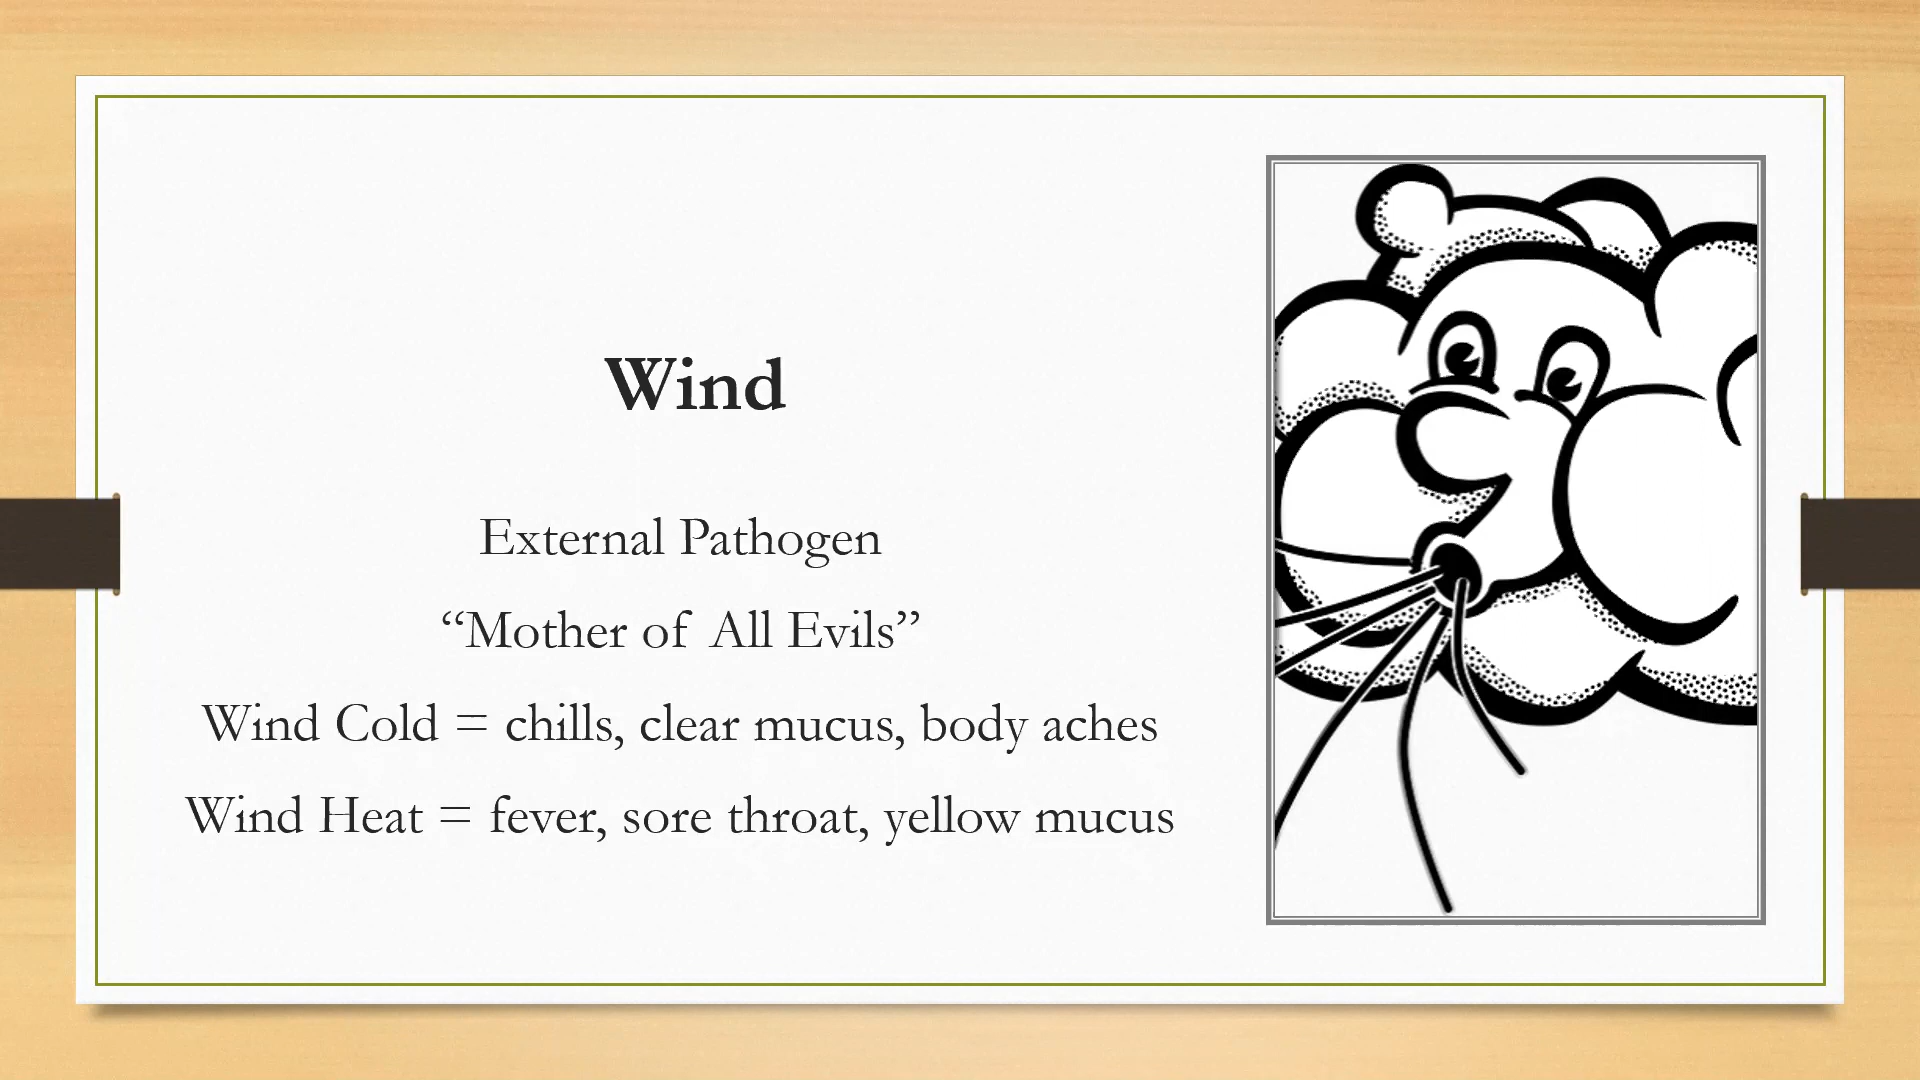 Wind
External Pathogen
“Mother of All Evils”
Wind Cold = chills, clear mucus, body aches
Wind Heat = fever, sore throat, yellow mucus